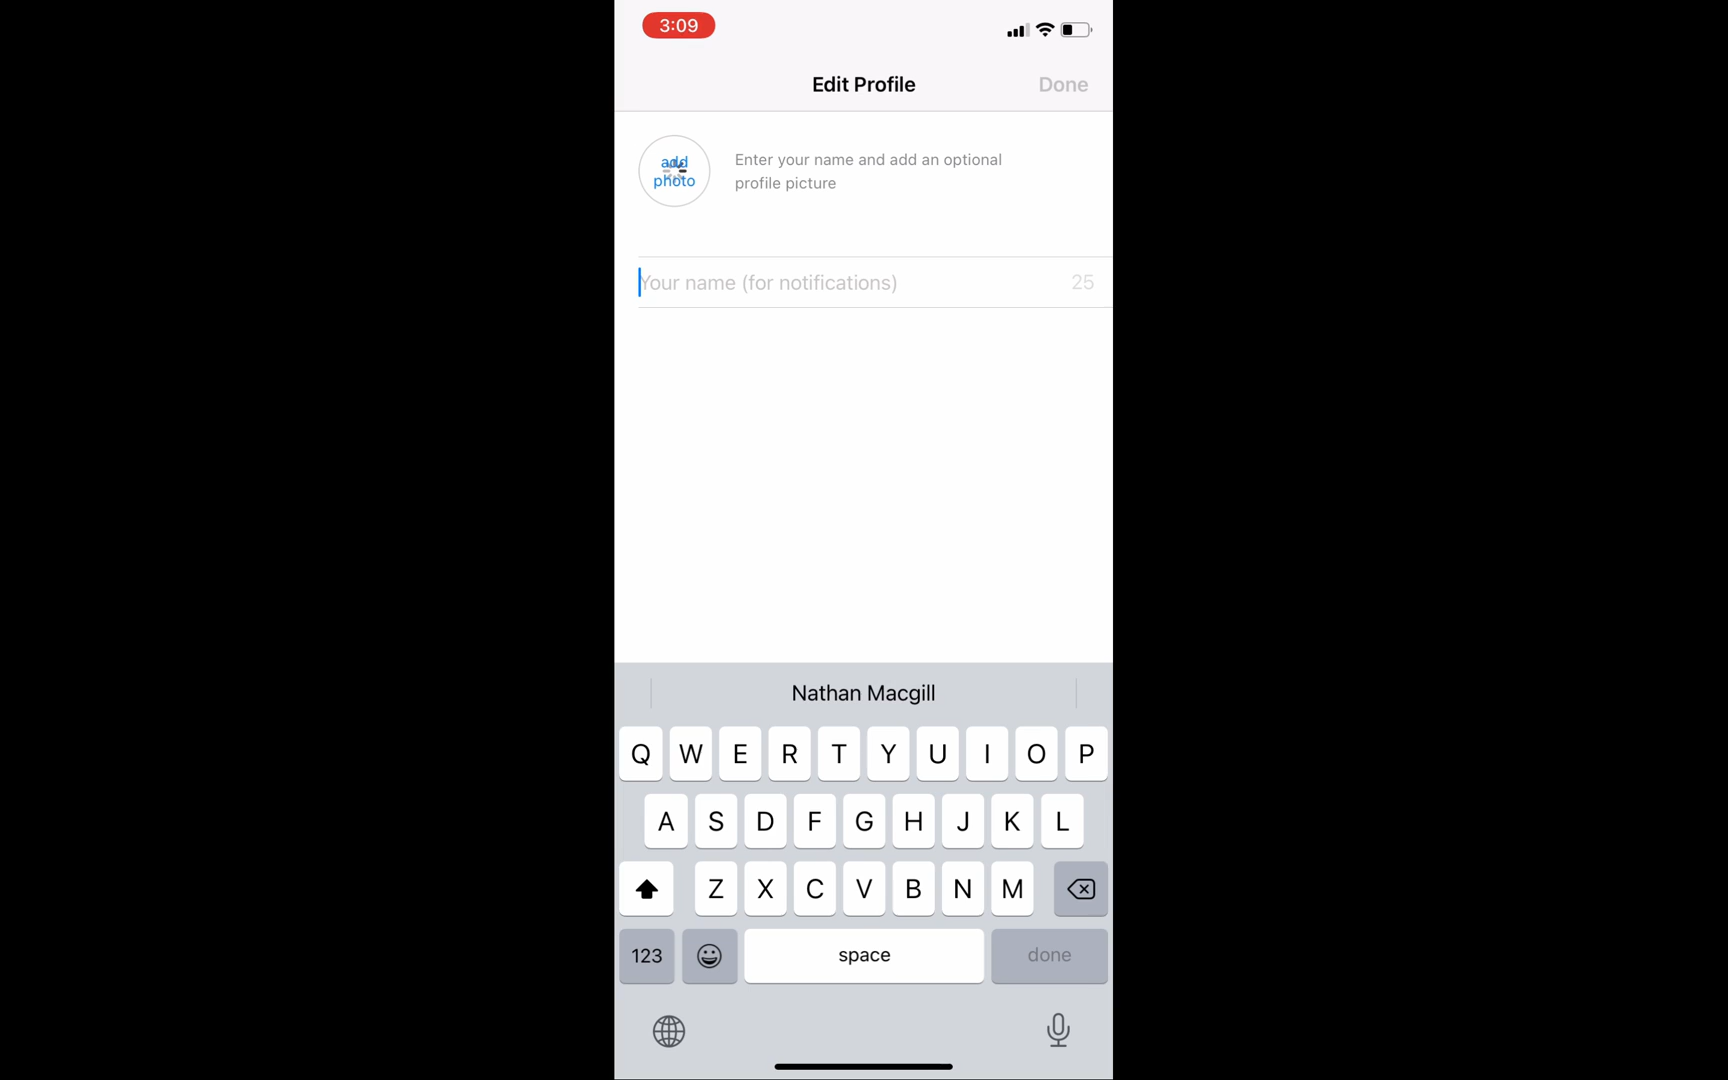 3:09
Edit Profile
Done
add
photo
Enter your name and add an optional
profile picture
Your name (for notifications)
25
Nathan Macgill
Q W E R T Y U I O P
A S D F G H J K L
Z X C V B N M
123
space
done